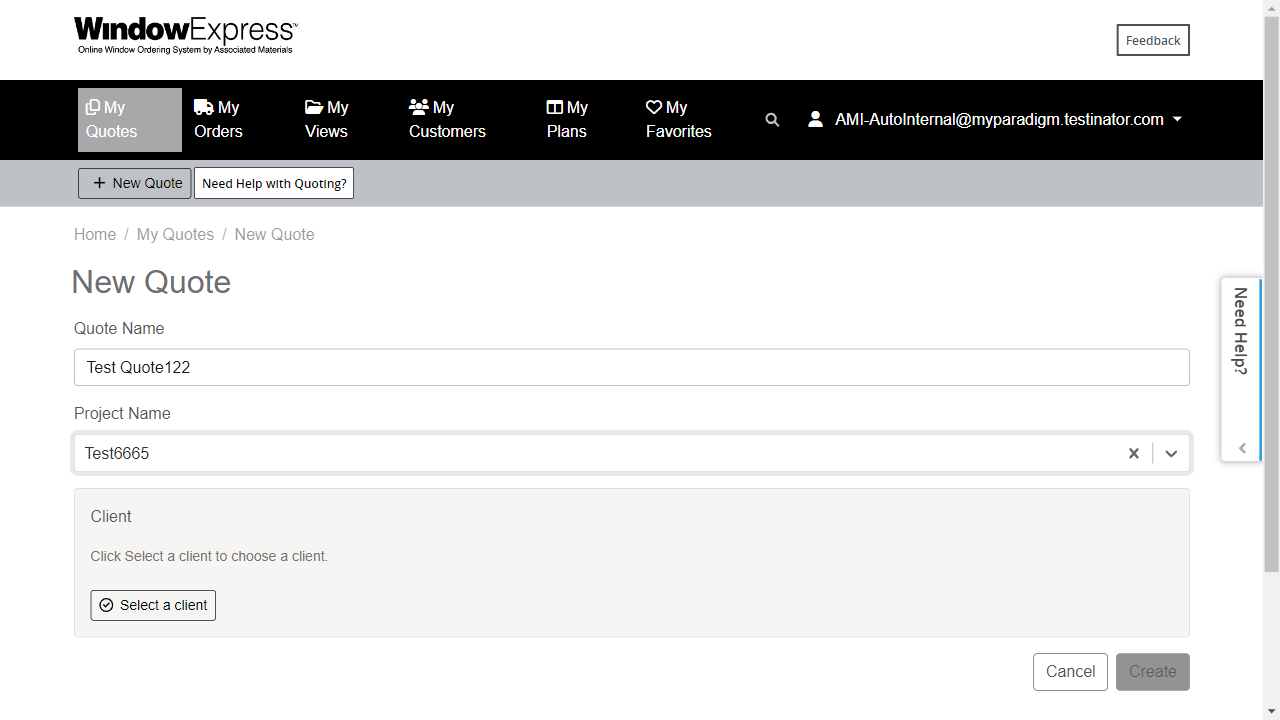 WindowExpress™
Online Window Ordering System by Associated Materials
Feedback
My Quotes
My Orders
My Views
My Customers
My Plans
My Favorites
AMI-AutoInternal@myparadigm.testinator.com
New Quote
Need Help with Quoting?
Home / My Quotes / New Quote
New Quote
Need Help?
Quote Name
Test Quote122
Project Name
Test6665
Client
Click Select a client to choose a client.
Select a client
Cancel
Create